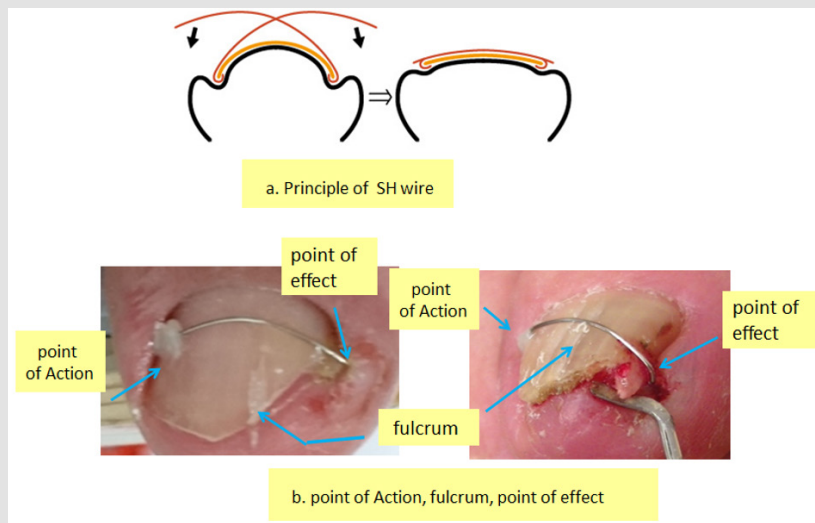 a. Principle of SH wire
point of
effect
point
of Action
point
of Action
point of
effect
fulcrum
b. point of Action, fulcrum, point of effect